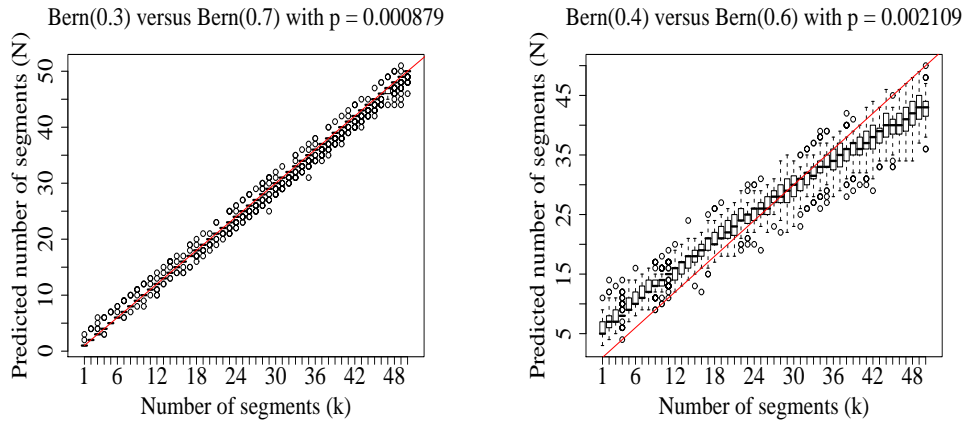 Bern(0.3) versus Bern(0.7) with p = 0.000879
Predicted number of segments (N)
50
40
30
20
10
0
1 6 12 18 24 30 36 42 48
Number of segments (k)
Bern(0.4) versus Bern(0.6) with p = 0.002109
Predicted number of segments (N)
45
35
25
15
5
1 6 12 18 24 30 36 42 48
Number of segments (k)